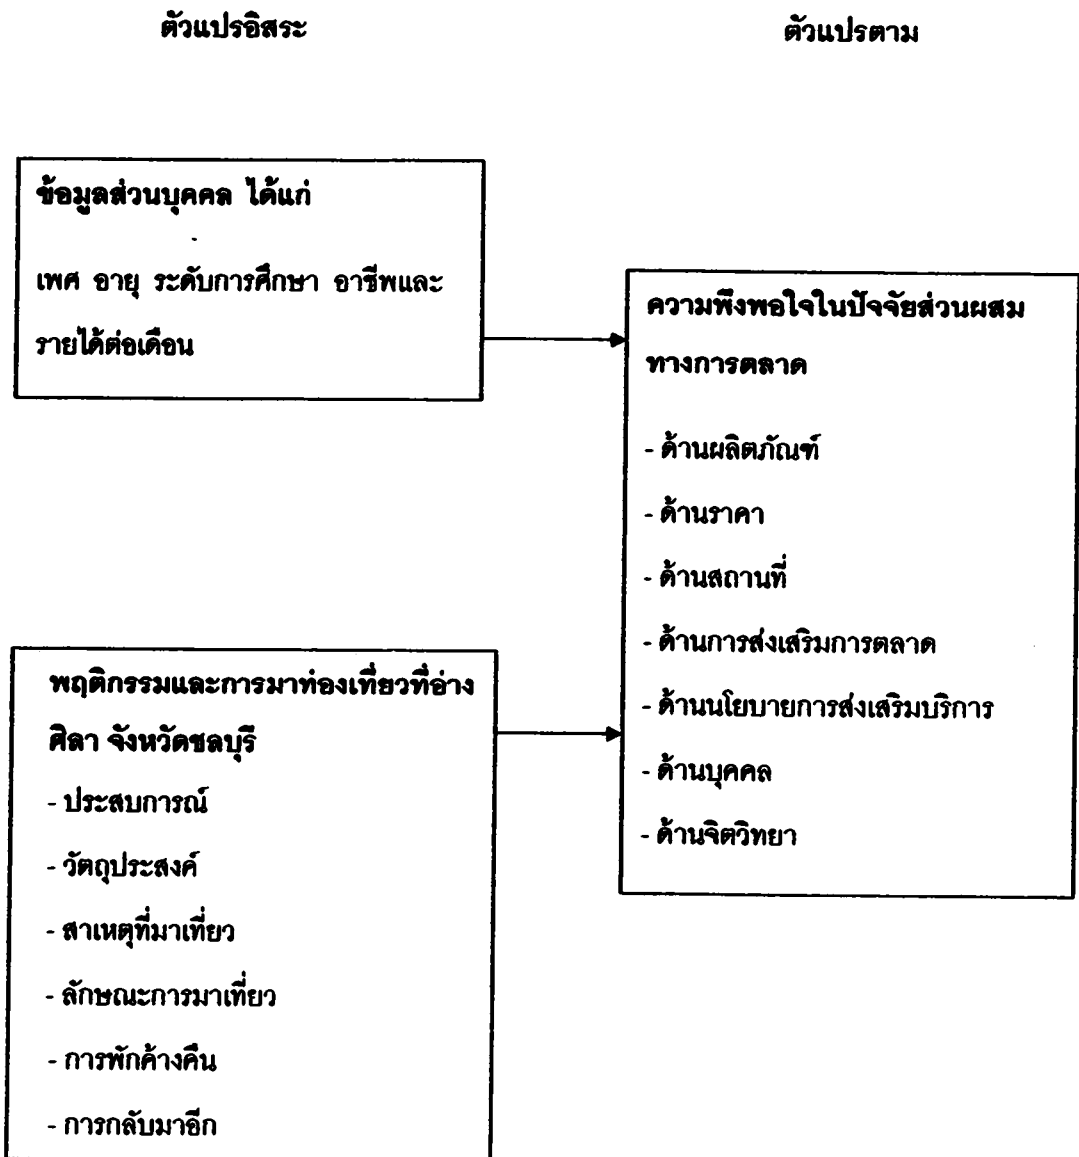 ตัวแปรอิสระ
ตัวแปรตาม
ข้อมูลส่วนบุคคล ได้แก่
เพศ อายุ ระดับการศึกษา อาชีพและ
รายได้ต่อเดือน
ความพึงพอใจในปัจจัยส่วนผสม
ทางการตลาด
- ด้านผลิตภัณฑ์
- ด้านราคา
- ด้านสถานที่
- ด้านการส่งเสริมการตลาด
- ด้านนโยบายการส่งเสริมบริการ
- ด้านบุคคล
- ด้านจิตวิทยา
พฤติกรรมและการมาท่องเที่ยวที่อ่าง
ศิลา จังหวัดชลบุรี
- ประสบการณ์
- วัตถุประสงค์
- สาเหตุที่มาเที่ยว
- ลักษณะการมาเที่ยว
- การพักค้างคืน
- การกลับมาอีก